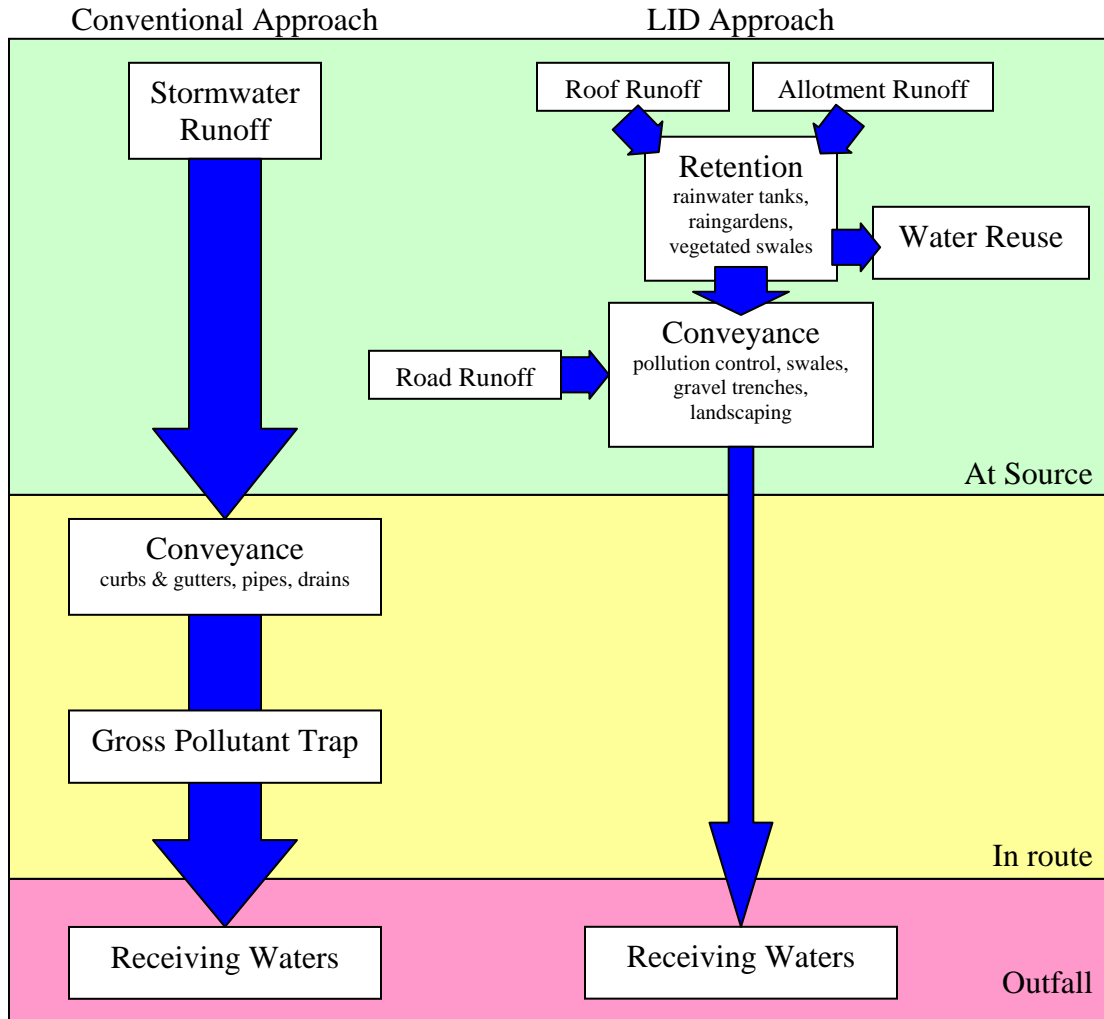 Conventional Approach
LID Approach
Stormwater
Runoff
Roof Runoff
Allotment Runoff
Retention
rainwater tanks,
raingardens,
vegetated swales
Water Reuse
Conveyance
pollution control, swales,
gravel trenches,
landscaping
Road Runoff
At Source
Conveyance
curbs & gutters, pipes, drains
Gross Pollutant Trap
In route
Receiving Waters
Receiving Waters
Outfall